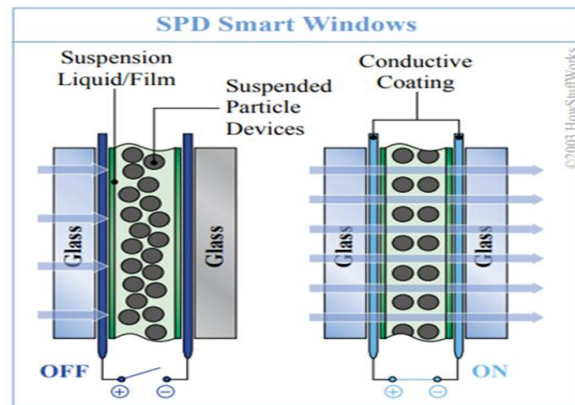 SPD Smart Windows
Suspension
Liquid/Film
Suspended
Particle
Devices
Conductive
Coating
©2003 HowStuffWorks
Glass
Glass
Glass
Glass
OFF
+
−
+
−
ON